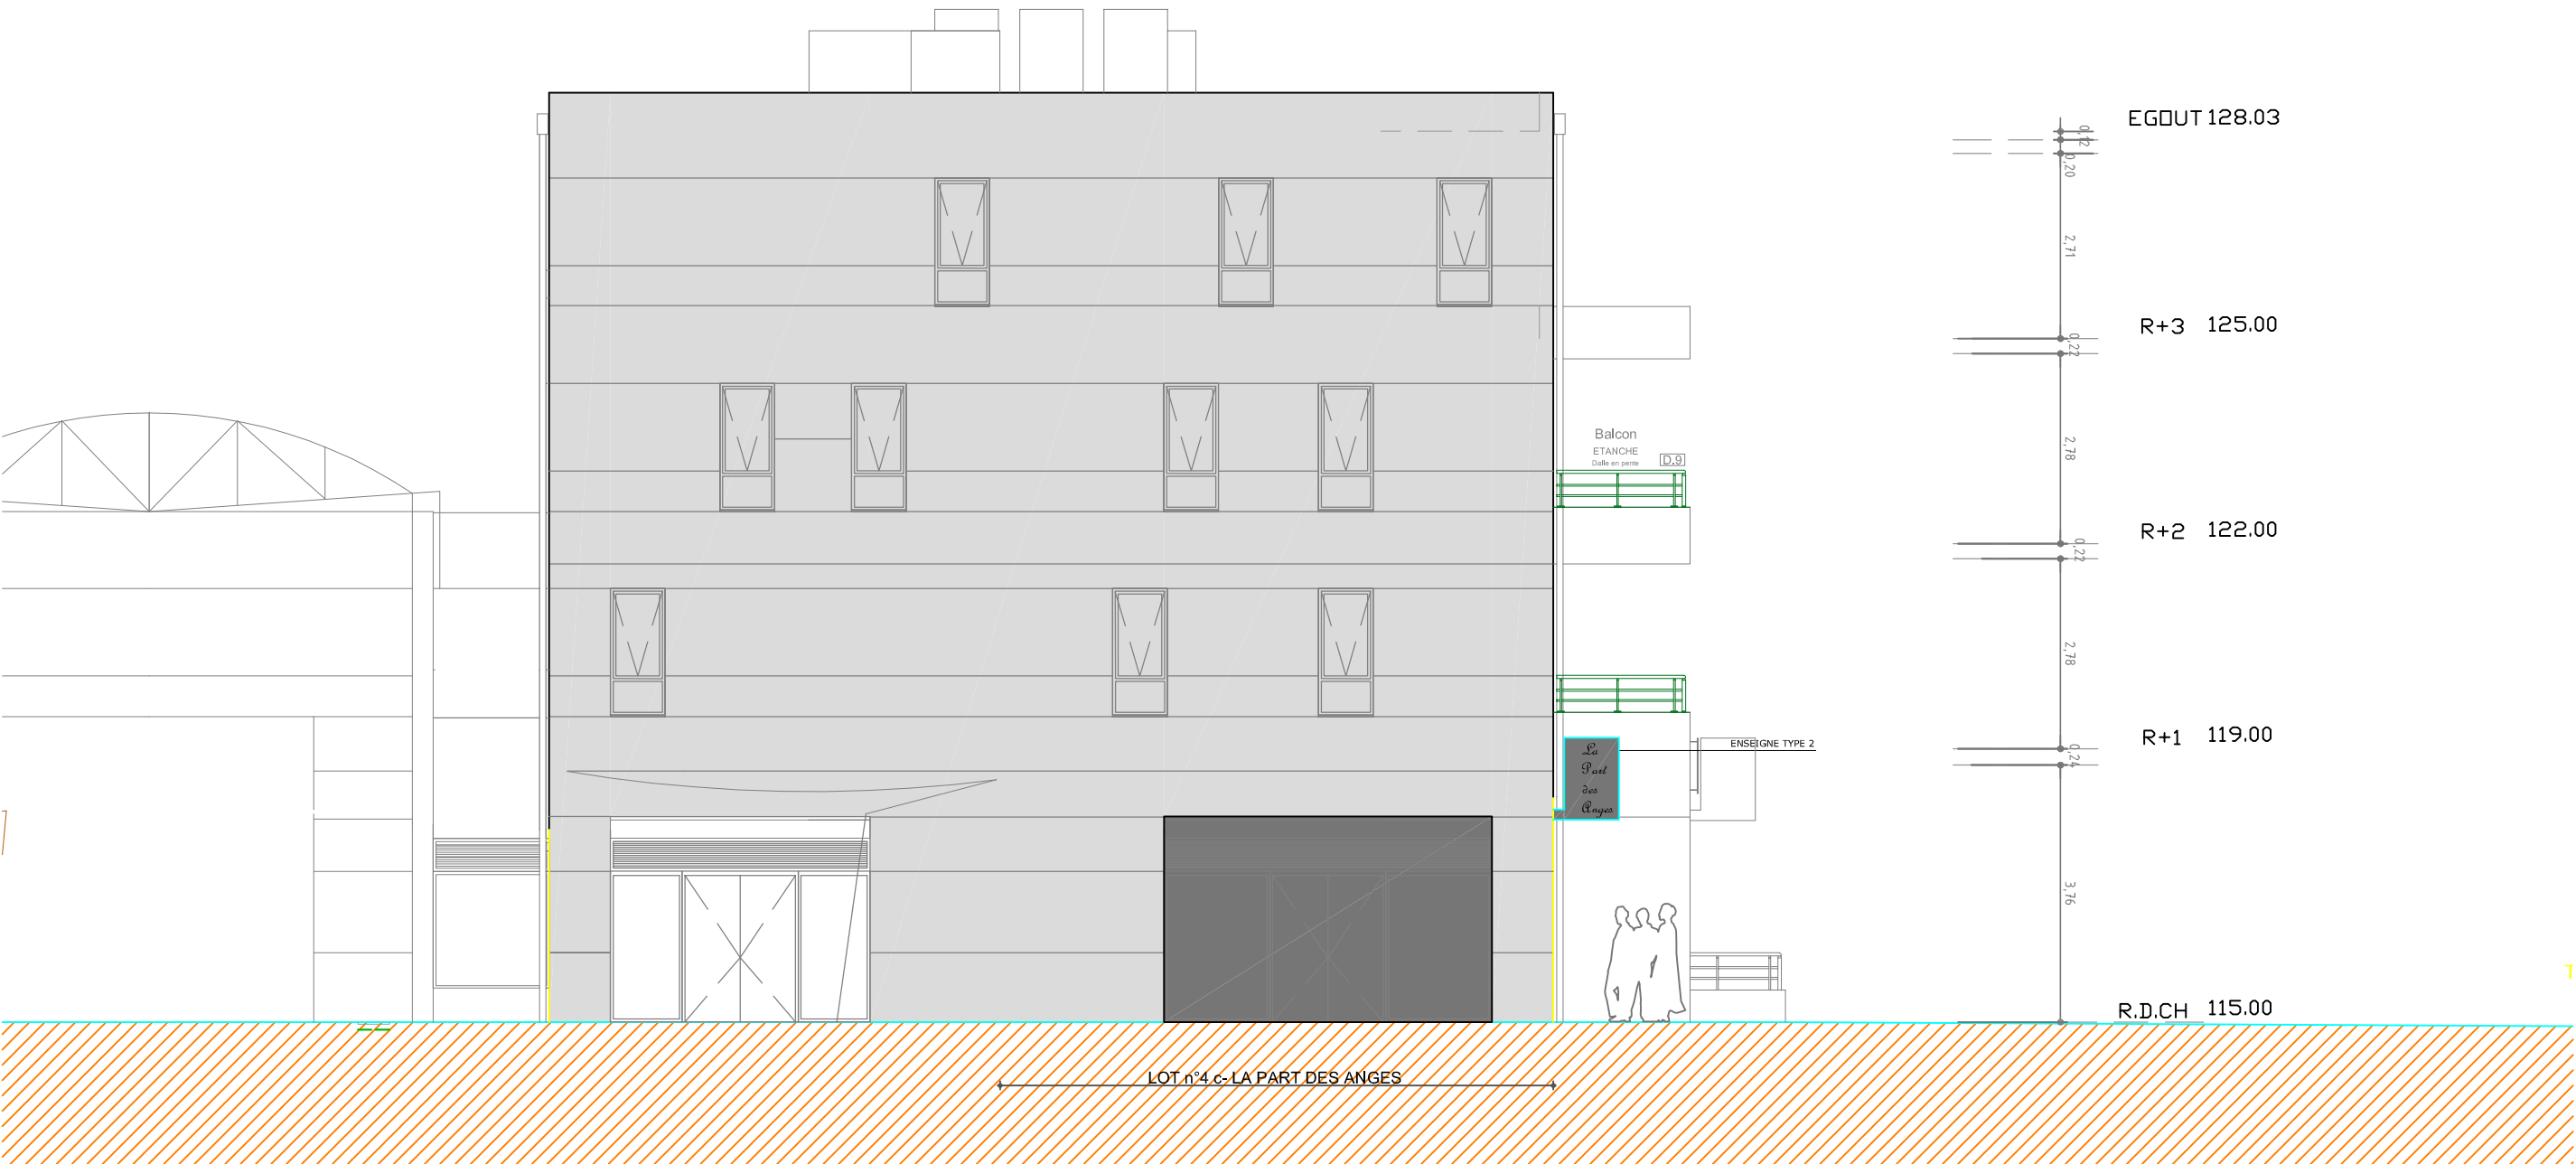 EGOUT 128.03
0,12
0,20
2,71
R+3 125.00
0,22
2,78
Balcon
ETANCHE
Dalle en pente
D.9
R+2 122.00
0,22
2,78
R+1 119.00
0,24
ENSEIGNE TYPE 2
La
Part
des
Anges
3,76
R.D.CH 115.00
LOT n°4 c- LA PART DES ANGES